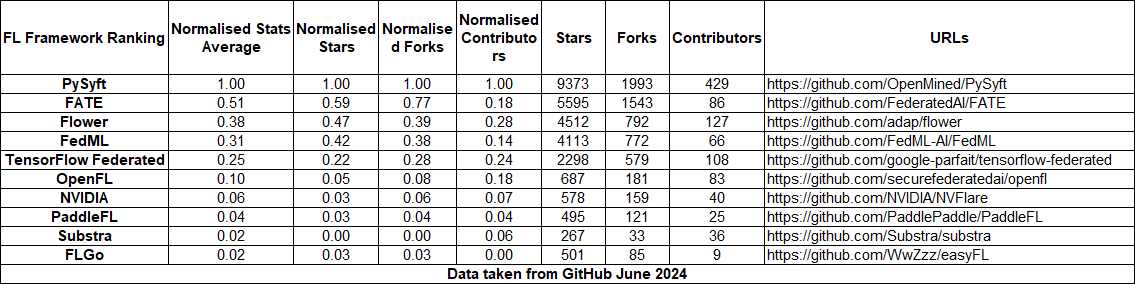 FL Framework Ranking Normalised Stats Average Normalised Stars Normalised Forks Normalised Contributors Stars Forks Contributors URLs
PySyft 1.00 1.00 1.00 1.00 9373 1993 429 https://github.com/OpenMined/PySyft
FATE 0.51 0.59 0.77 0.18 5595 1543 86 https://github.com/FederatedAI/FATE
Flower 0.38 0.47 0.39 0.28 4512 792 127 https://github.com/adap/flower
FedML 0.31 0.42 0.38 0.14 4113 772 66 https://github.com/FedML-AI/FedML
TensorFlow Federated 0.25 0.22 0.28 0.24 2298 579 108 https://github.com/google-parfait/tensorflow-federated
OpenFL 0.10 0.05 0.08 0.18 687 181 83 https://github.com/securefederatedai/openfl
NVIDIA 0.06 0.03 0.06 0.07 578 159 40 https://github.com/NVIDIA/NVFlare
PaddleFL 0.04 0.03 0.04 0.04 495 121 25 https://github.com/PaddlePaddle/PaddleFL
Substra 0.02 0.00 0.00 0.06 267 33 36 https://github.com/Substra/substra
FLGo 0.02 0.03 0.03 0.00 501 85 9 https://github.com/WwZzz/easyFL
Data taken from GitHub June 2024